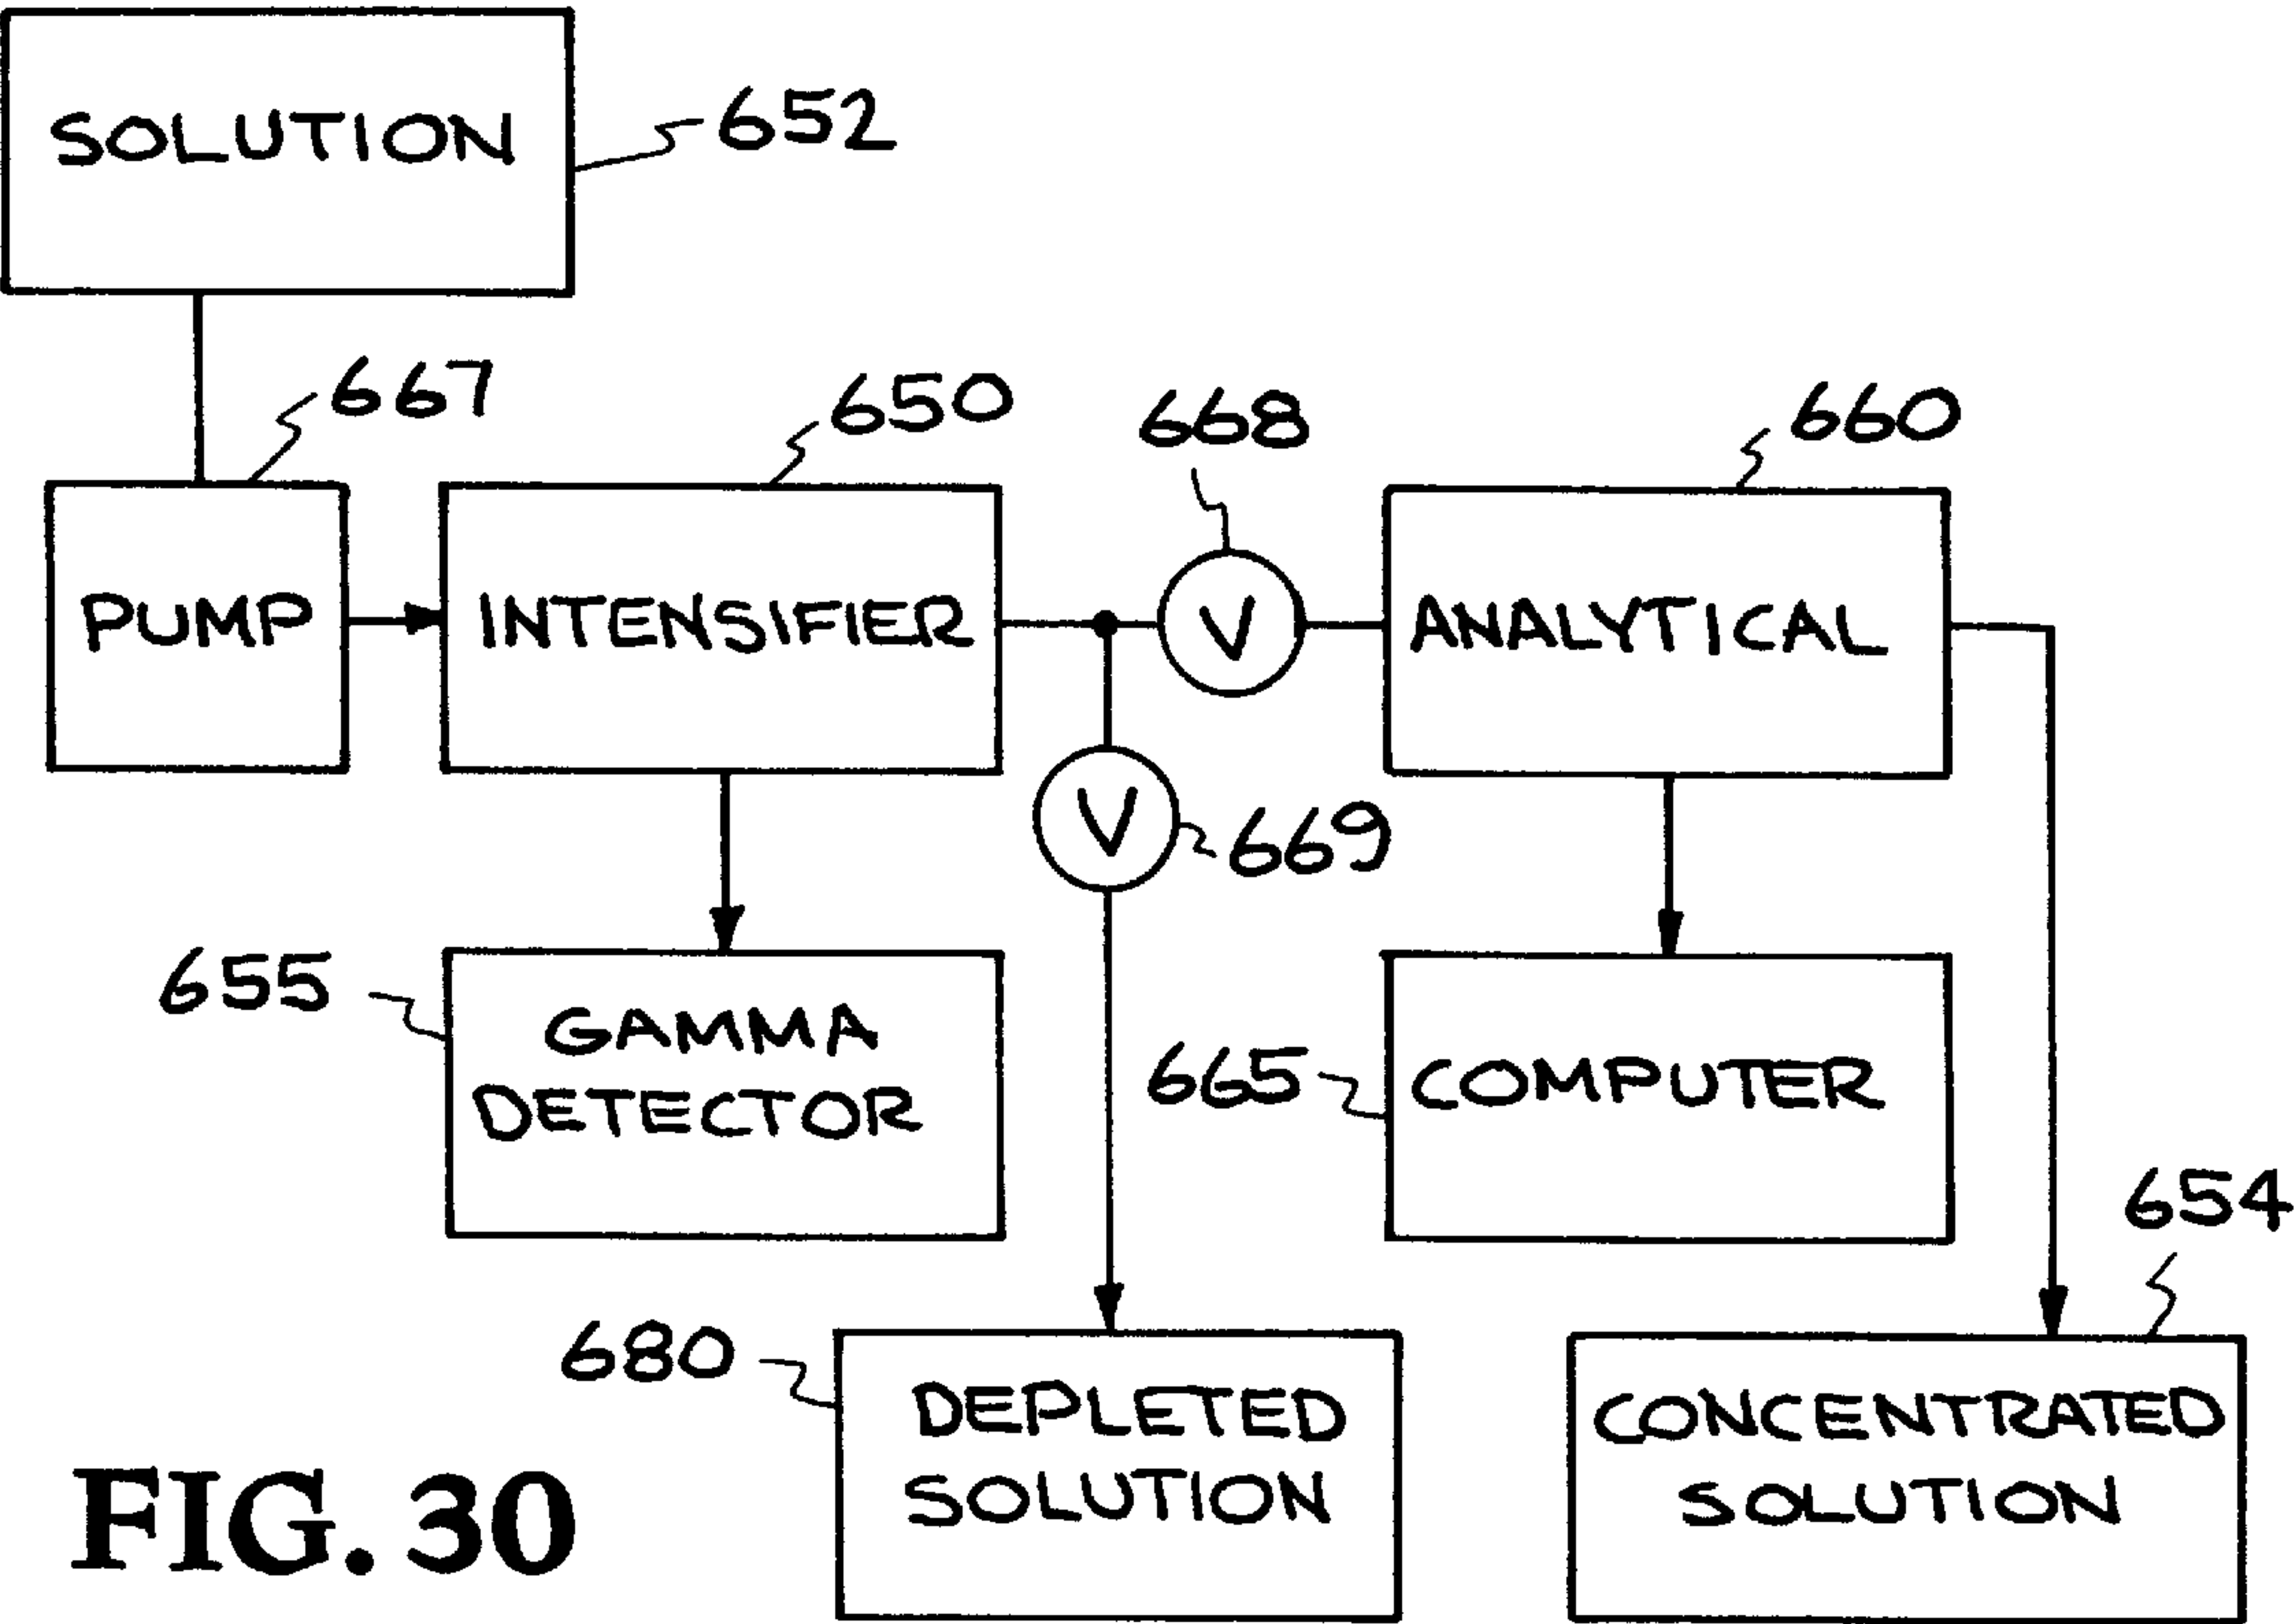 SOLUTION
652
667
650
668
660
PUMP
INTENSIFIER
V
ANALYTICAL
V
669
655
GAMMA
DETECTOR
665
COMPUTER
654
680
DEPLETED
SOLUTION
CONCENTRATED
SOLUTION
FIG. 30